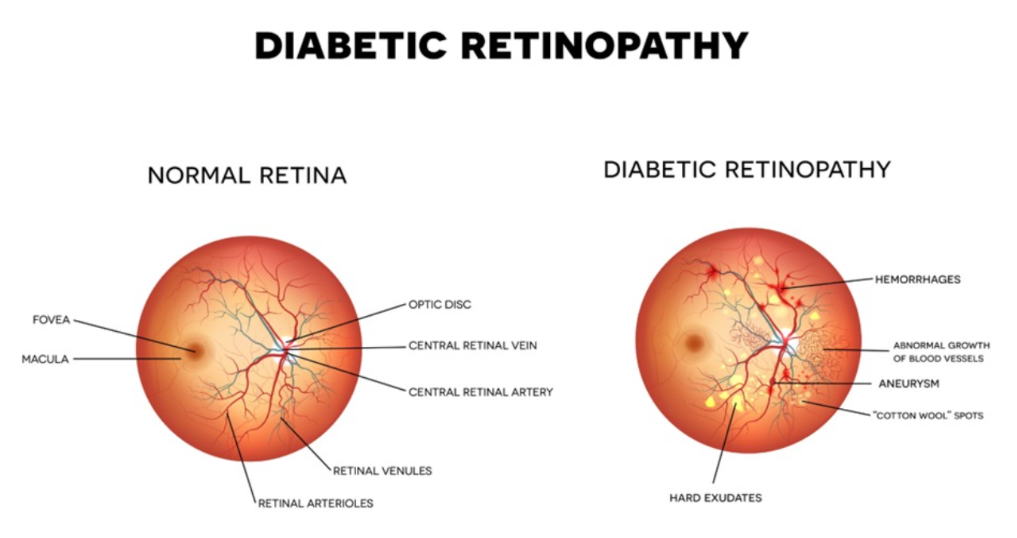 DIABETIC RETINOPATHY
NORMAL RETINA
FOVEA
MACULA
OPTIC DISC
CENTRAL RETINAL VEIN
CENTRAL RETINAL ARTERY
RETINAL VENULES
RETINAL ARTERIOLES
DIABETIC RETINOPATHY
HEMORRHAGES
ABNORMAL GROWTH
OF BLOOD VESSELS
ANEURYSM
"COTTON WOOL" SPOTS
HARD EXUDATES